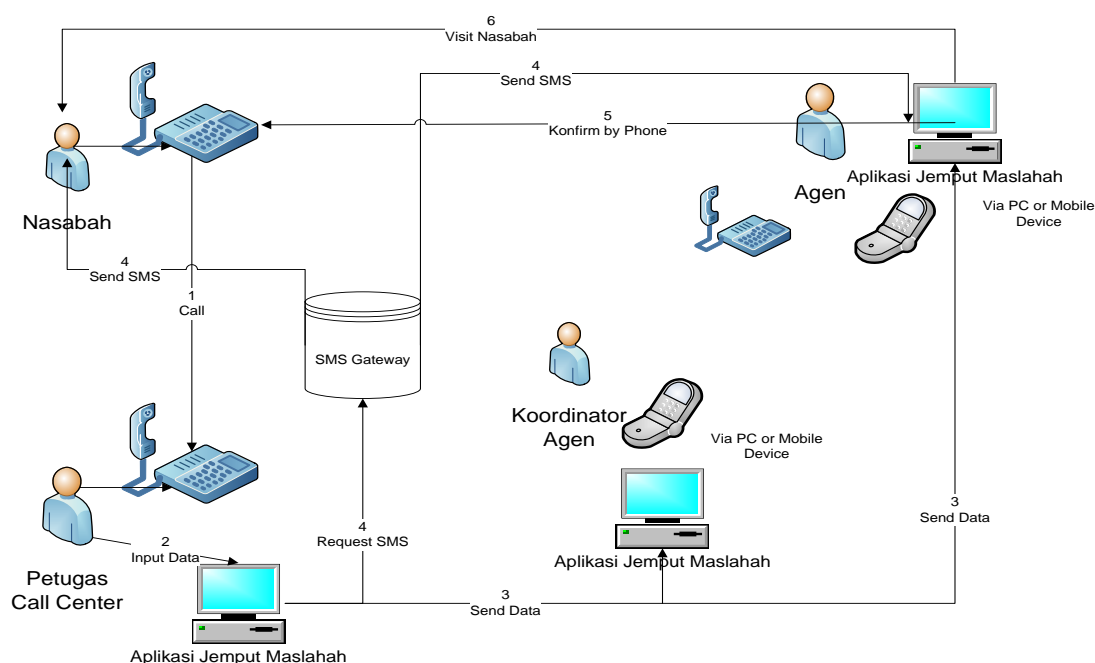 6
Visit Nasabah
4
Send SMS
5
Konfirm by Phone
Aplikasi Jemput Maslahah
Agen
Via PC or Mobile
Device
Nasabah
4
Send SMS
1
Call
SMS Gateway
Koordinator
Agen
Via PC or Mobile
Device
4
Request SMS
3
Send Data
2
Input Data
Aplikasi Jemput Maslahah
Petugas
Call Center
3
Send Data
Aplikasi Jemput Maslahah